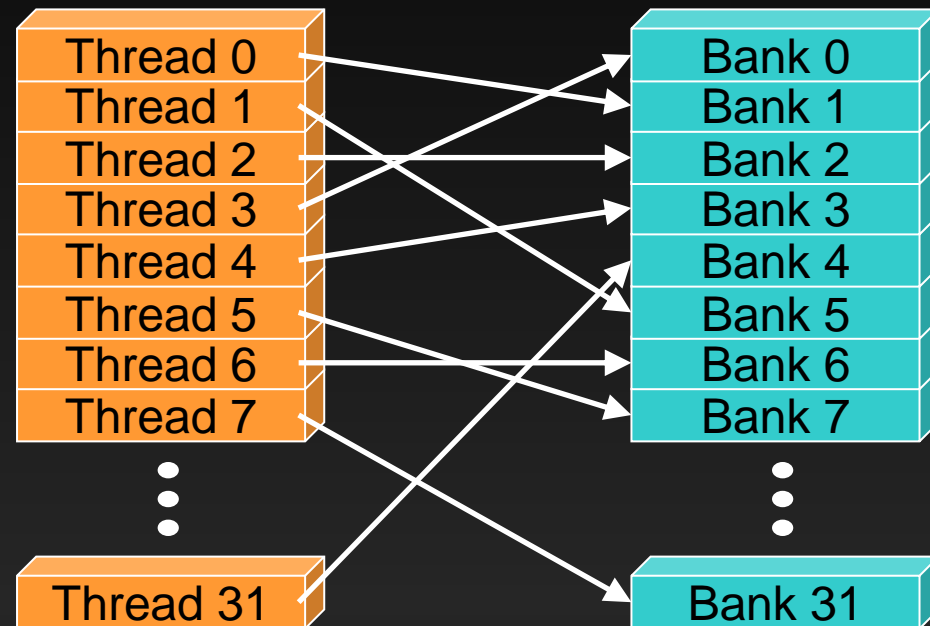 Thread 0
Thread 1
Thread 2
Thread 3
Thread 4
Thread 5
Thread 6
Thread 7
Thread 31
Bank 0
Bank 1
Bank 2
Bank 3
Bank 4
Bank 5
Bank 6
Bank 7
Bank 31